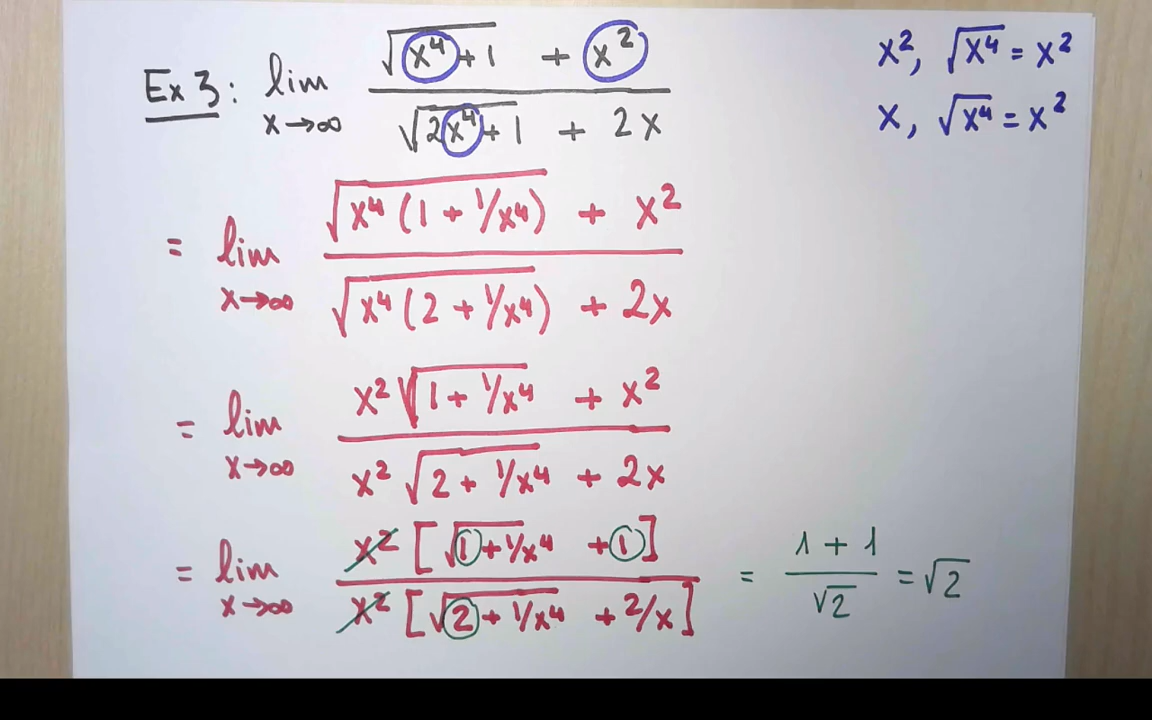 Ex 3: lim x→∞ (√(x⁴+1) + x²) / (√(2x⁴+1) + 2x)
x², √x⁴ = x²
x, √x⁴ = x²
= lim x→∞ (√(x⁴(1 + 1/x⁴)) + x²) / (√(x⁴(2 + 1/x⁴)) + 2x)
= lim x→∞ (x²√(1 + 1/x⁴) + x²) / (x²√(2 + 1/x⁴) + 2x)
= lim x→∞ (x²[√(1 + 1/x⁴) + 1]) / (x²[√(2 + 1/x⁴) + 2/x]) = (1 + 1)/√2 = √2